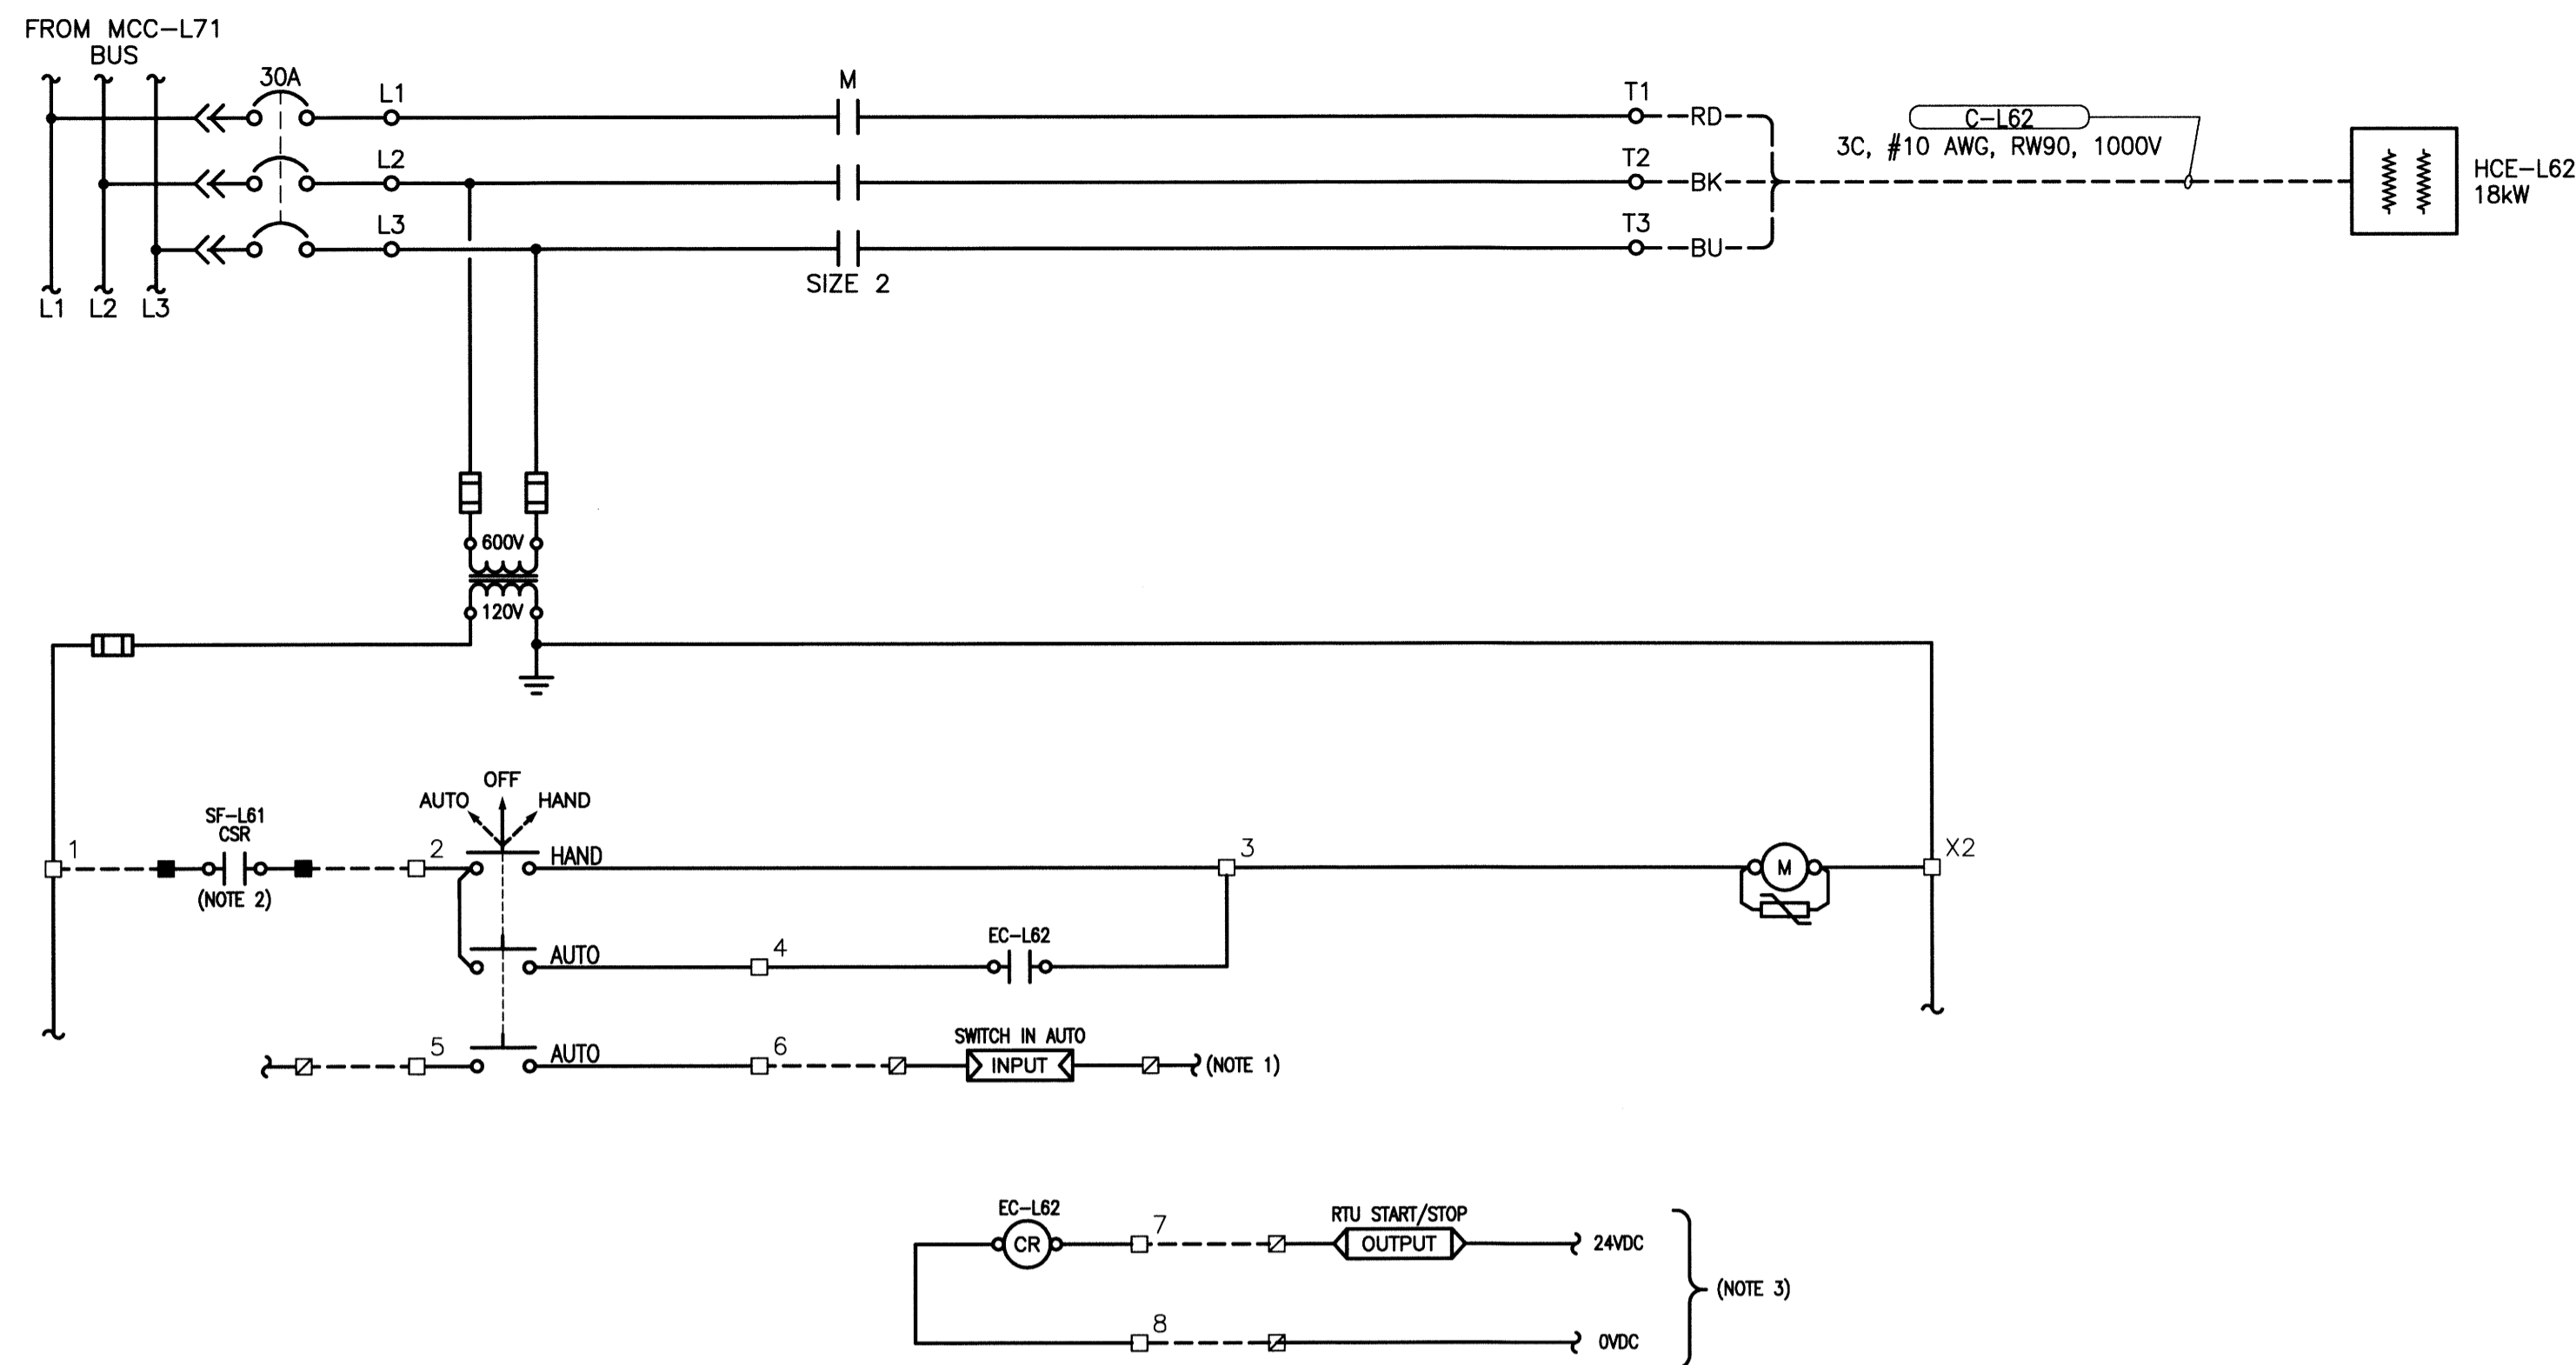 FROM MCC-L71
BUS
30A
L1
M
T1
RD
C-L62
3C, #10 AWG, RW90, 1000V
L2
T2
BK
HCE-L62
18kW
L3
T3
BU
SIZE 2
L1 L2 L3
600V
120V
OFF
AUTO HAND
SF-L61
CSR
1
2
HAND
3
M
X2
(NOTE 2)
AUTO
4
EC-L62
SWITCH IN AUTO
5
AUTO
6
INPUT
(NOTE 1)
EC-L62
CR
7
RTU START/STOP
OUTPUT
24VDC
(NOTE 3)
8
0VDC